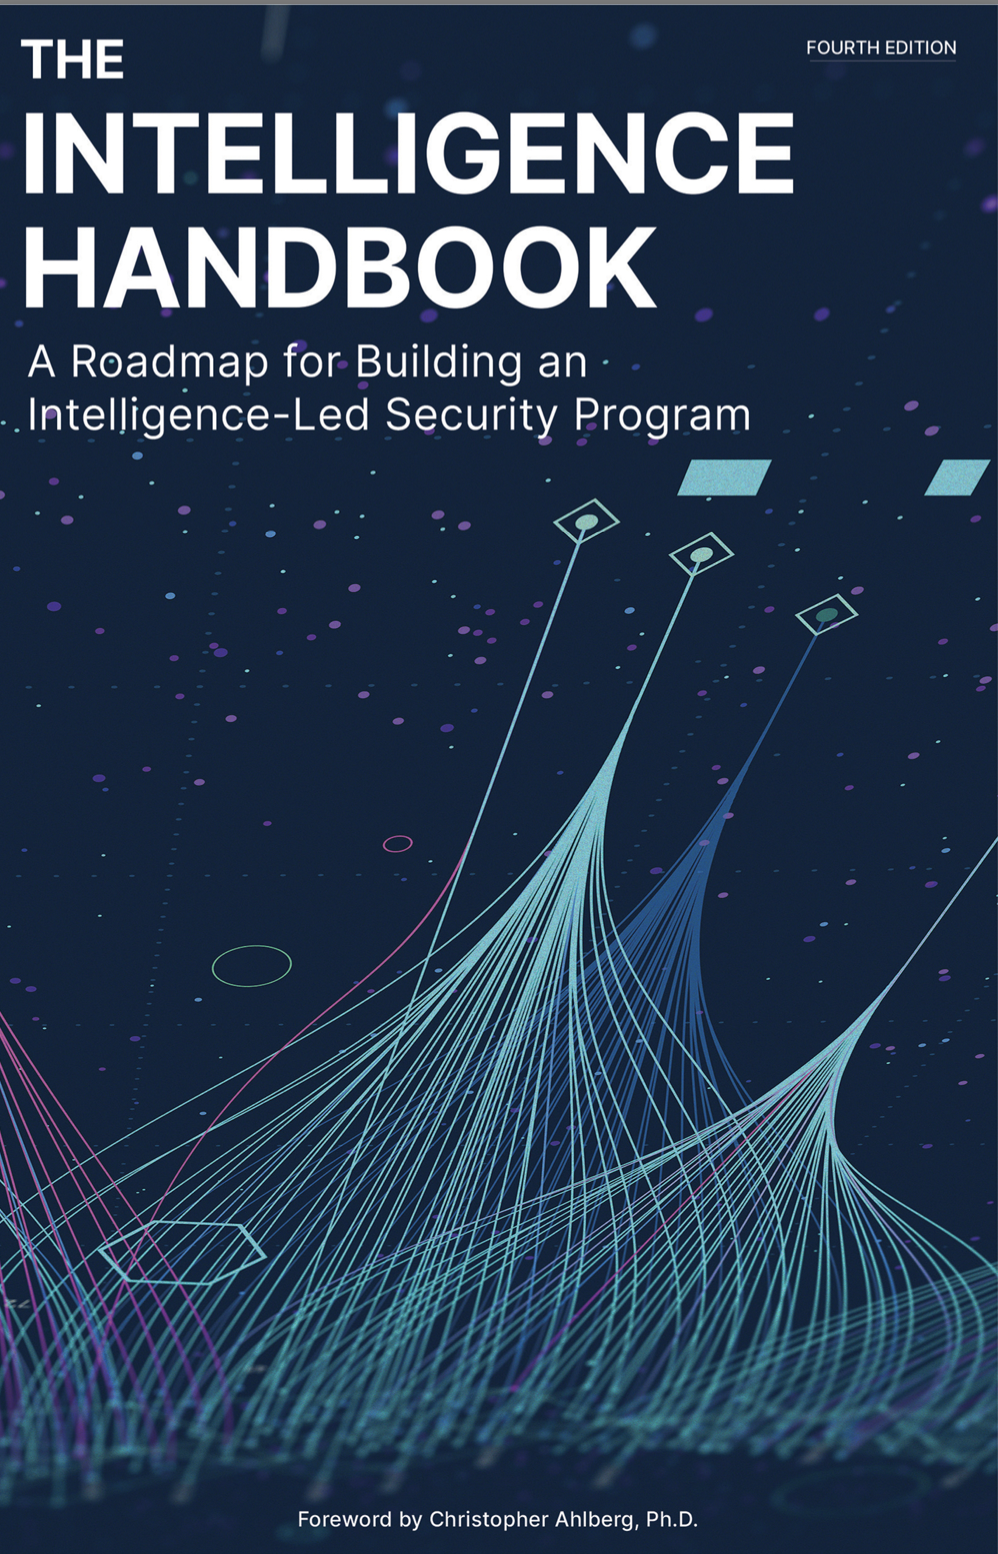 THE
FOURTH EDITION
INTELLIGENCE
HANDBOOK
A Roadmap for Building an
Intelligence-Led Security Program
Foreword by Christopher Ahlberg, Ph.D.